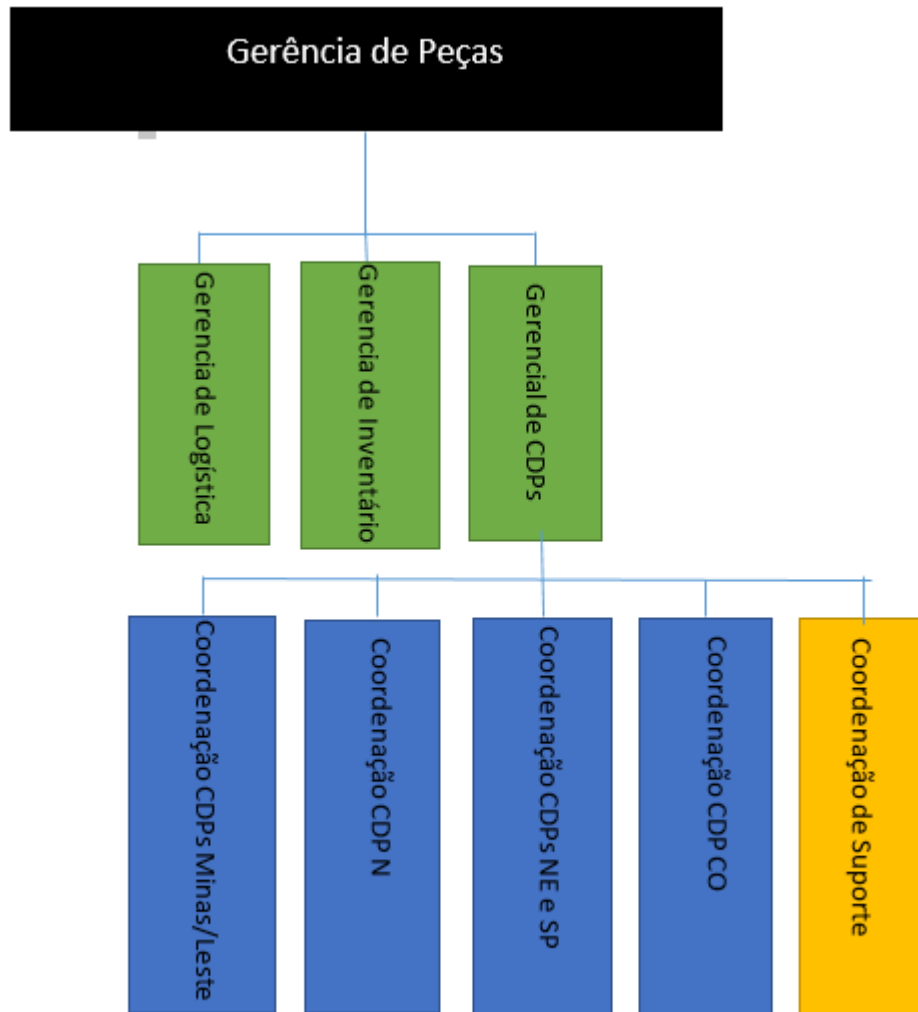 Gerência de Peças
Gerencia de Logística
Gerencia de Inventário
Gerencial de CDPs
Coordenação CDPs Minas/Leste
Coordenação CDP N
Coordenação CDPs NE e SP
Coordenação CDP CO
Coordenação de Suporte